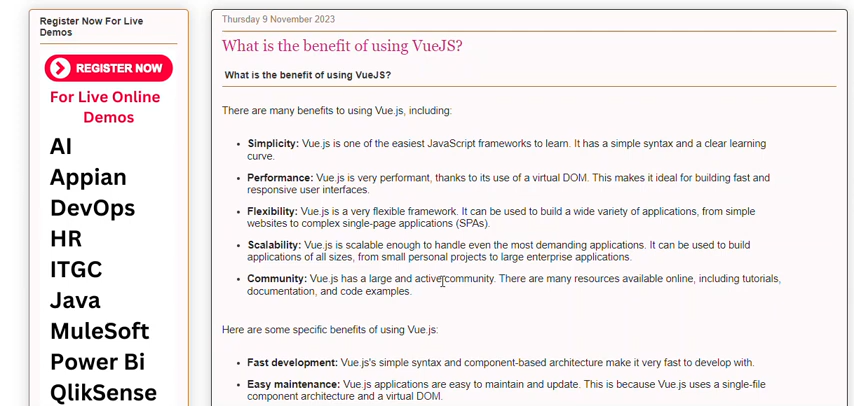 Register Now For Live
Demos
REGISTER NOW
For Live Online
Demos
AI
Appian
DevOps
HR
ITGC
Java
MuleSoft
Power Bi
QlikSense
Thursday 9 November 2023
What is the benefit of using VueJS?
What is the benefit of using VueJS?
There are many benefits to using Vue.js, including:
• Simplicity: Vue.js is one of the easiest JavaScript frameworks to learn. It has a simple syntax and a clear learning
curve.
• Performance: Vue.js is very performant, thanks to its use of a virtual DOM. This makes it ideal for building fast and
responsive user interfaces.
• Flexibility: Vue.js is a very flexible framework. It can be used to build a wide variety of applications, from simple
websites to complex single-page applications (SPAs).
• Scalability: Vue.js is scalable enough to handle even the most demanding applications. It can be used to build
applications of all sizes, from small personal projects to large enterprise applications.
• Community: Vue.js has a large and active community. There are many resources available online, including tutorials,
documentation, and code examples.
Here are some specific benefits of using Vue.js:
• Fast development: Vue.js's simple syntax and component-based architecture make it very fast to develop with.
• Easy maintenance: Vue.js applications are easy to maintain and update. This is because Vue.js uses a single-file
component architecture and a virtual DOM.